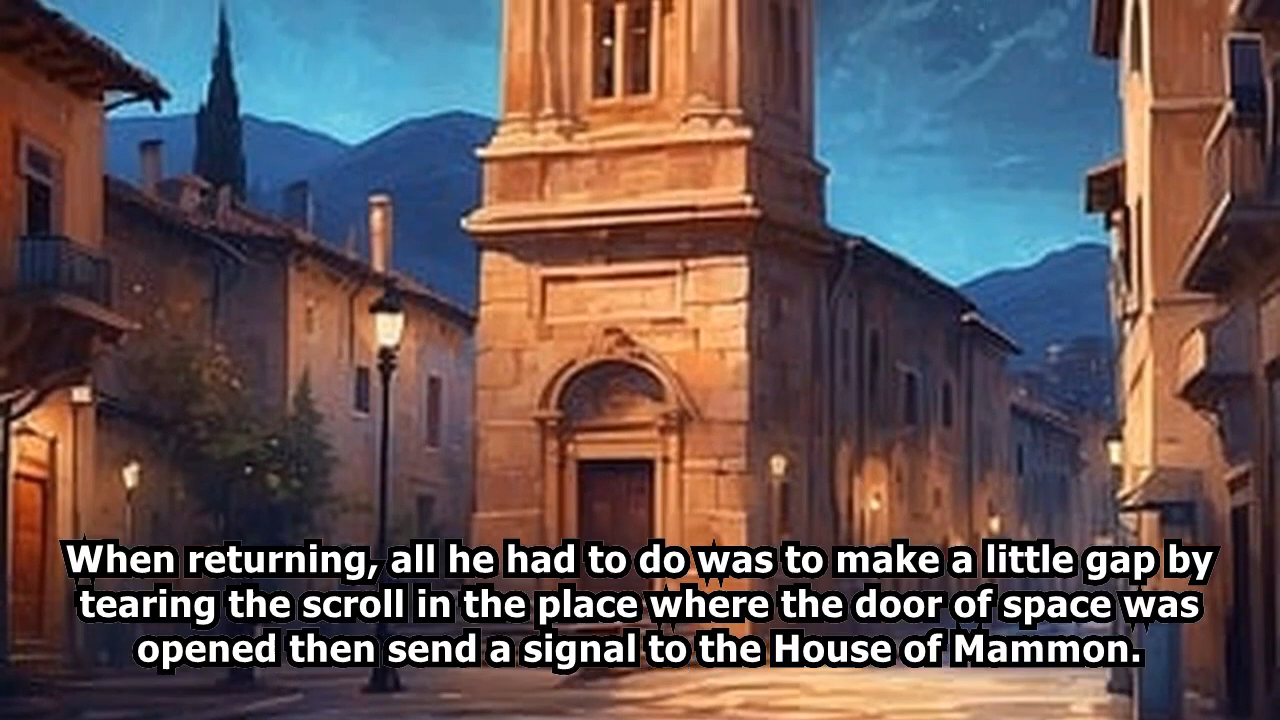 When returning, all he had to do was to make a little gap by
tearing the scroll in the place where the door of space was
opened then send a signal to the House of Mammon.